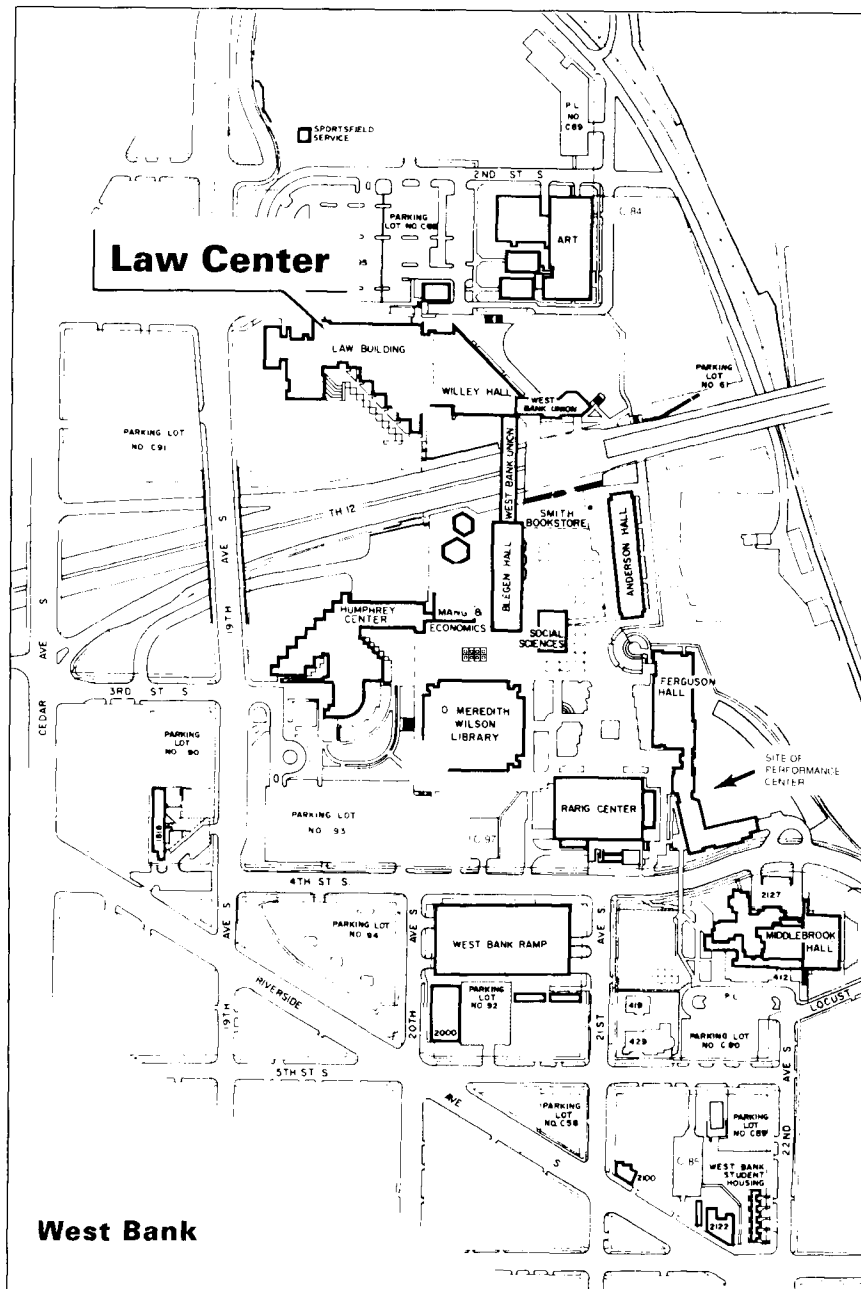 SPORTSFIELD
SERVICE
P L
NO
C89
2ND ST S
PARKING
LOT NO
ART
C 84
Law Center
LAW BUILDING
WILLEY HALL
WEST
BANK UNION
PARKING
LOT
NO 61
PARKING LOT
NO C91
WEST BANK UNION
TH 12
SMITH
BOOKSTORE
BLEGEN HALL
ANDERSON HALL
19TH AVE S
HUMPHREY
CENTER
MANG &
ECONOMICS
SOCIAL
SCIENCES
CEDAR AVE S
3RD ST S
FERGUSON
HALL
O MEREDITH
WILSON
LIBRARY
PARKING
LOT
NO 90
SITE OF
PERFORMANCE
CENTER
1818
PARKING LOT
NO 93
C 97
RARIG CENTER
4TH ST S
2127
19TH AVE S
PARKING LOT
NO 94
20TH AVE S
WEST BANK RAMP
21ST AVE S
MIDDLEBROOK
HALL
412
RIVERSIDE AVE S
2000
PARKING
LOT
NO 92
419
429
P L
LOCUST
PARKING LOT
NO C90
5TH ST S
22ND AVE S
PARKING
LOT
NO. C58
PARKING
LOT
2100
WEST BANK
STUDENT
HOUSING
2122
West Bank